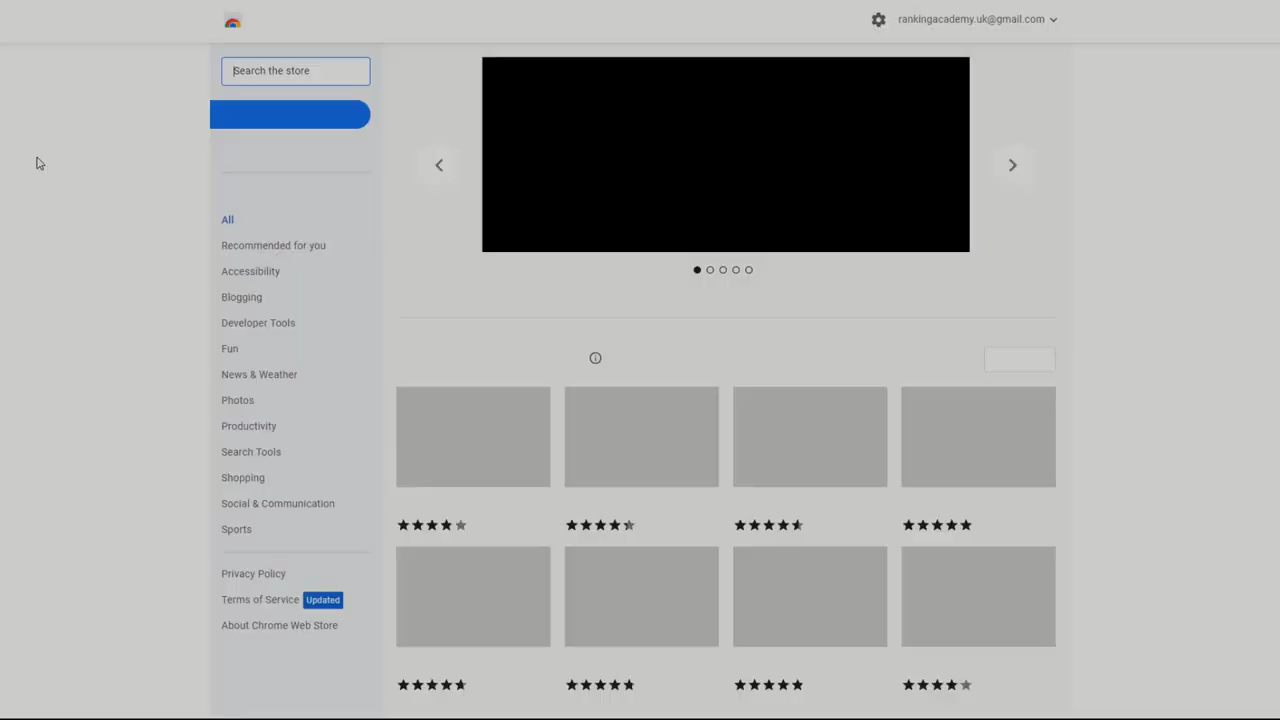 rankingacademy.uk@gmail.com
Search the store
All
Recommended for you
Accessibility
Blogging
Developer Tools
Fun
News & Weather
Photos
Productivity
Search Tools
Shopping
Social & Communication
Sports
Privacy Policy
Terms of Service Updated
About Chrome Web Store